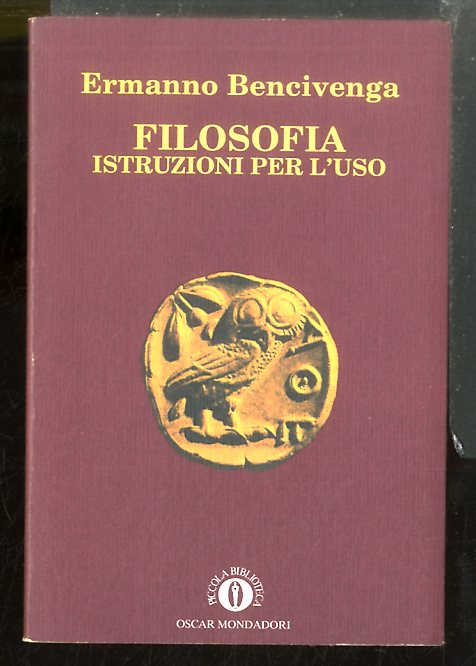 Ermanno Bencivenga
FILOSOFIA
ISTRUZIONI PER L'USO
PICCOLA BIBLIOTECA
OSCAR MONDADORI